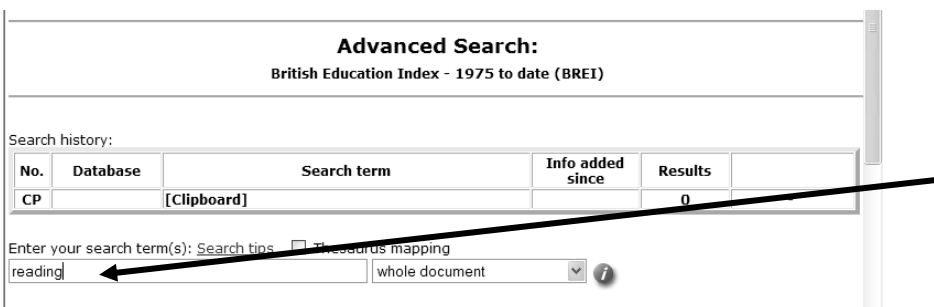 Advanced Search:
British Education Index - 1975 to date (BREI)
Search history:
No. Database Search term Info added since Results
CP [Clipboard] 0
Enter your search term(s): Search tips Thesaurus mapping
reading whole document i